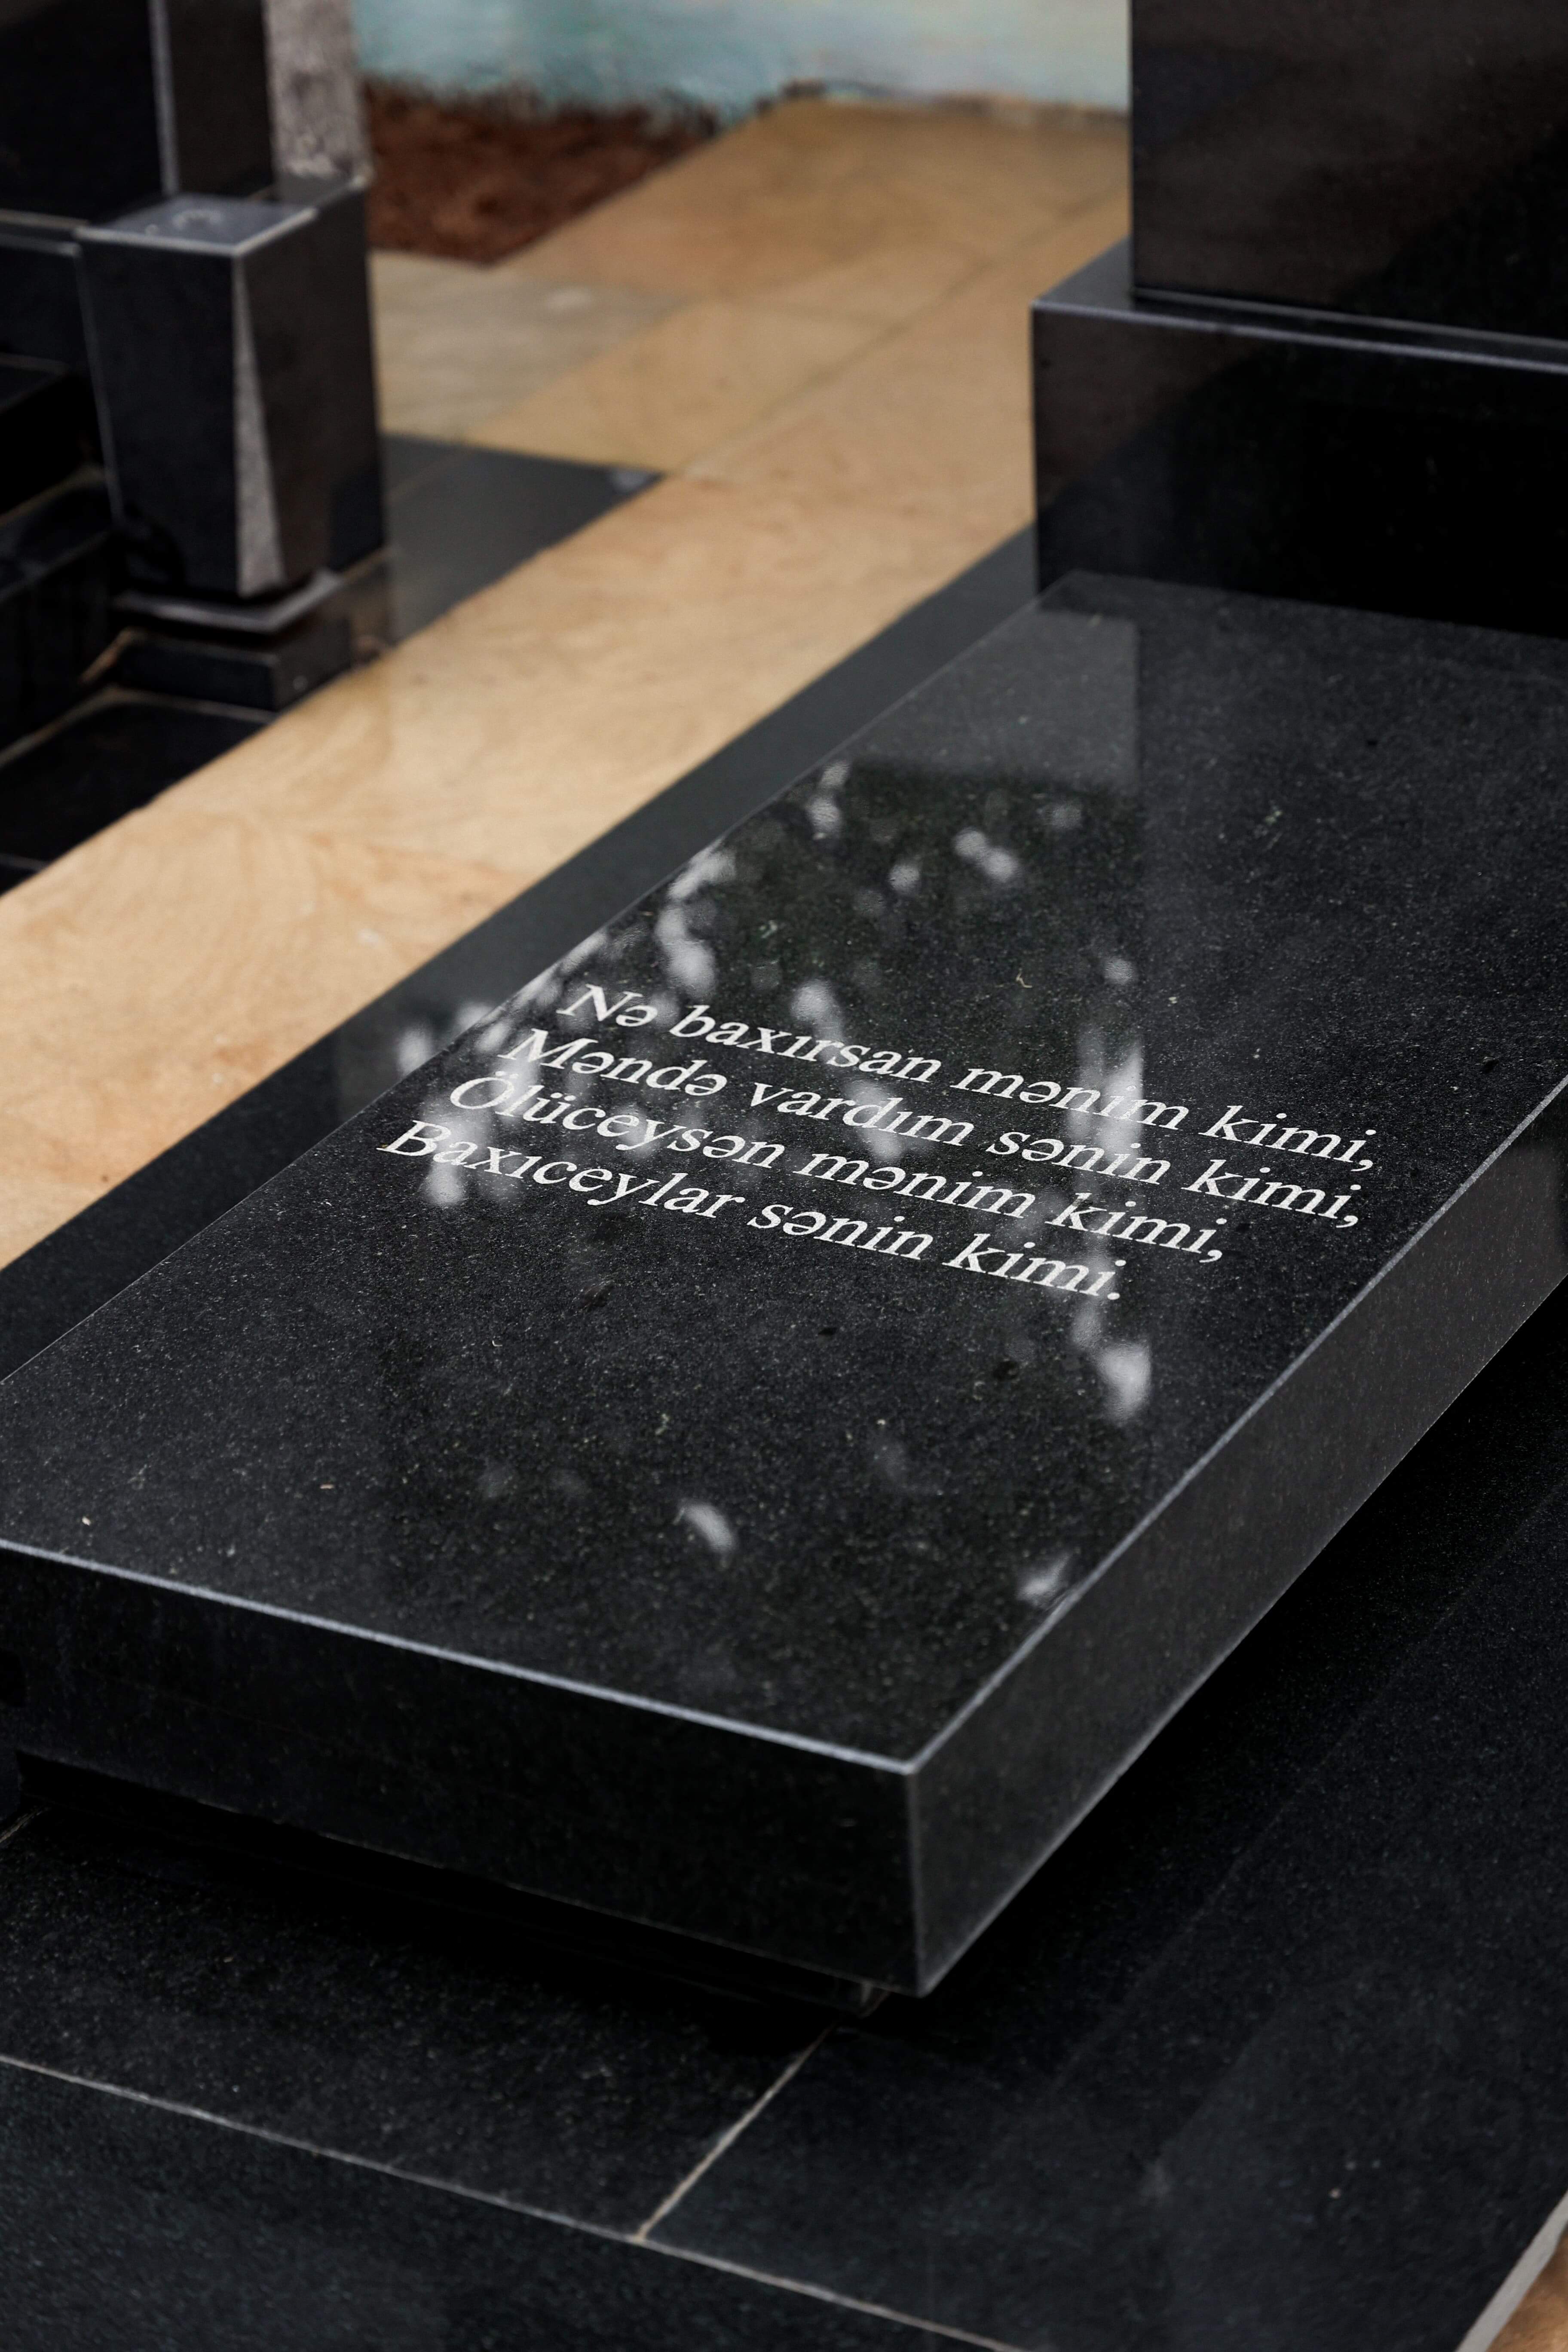 Nə baxırsan mənim kimi,
Məndə vardım sənin kimi,
Ölüceysən mənim kimi,
Baxıceylar sənin kimi.